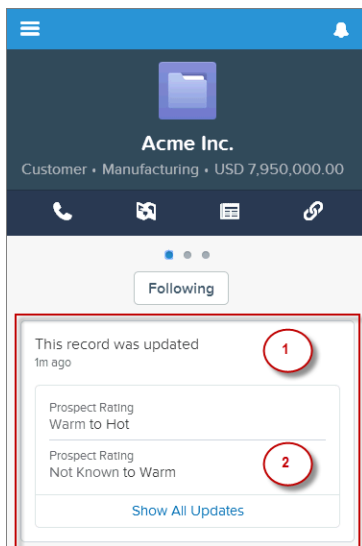 Acme Inc.
Customer • Manufacturing • USD 7,950,000.00
Following
This record was updated
1
1m ago
Prospect Rating
Warm to Hot
Prospect Rating
2
Not Known to Warm
Show All Updates